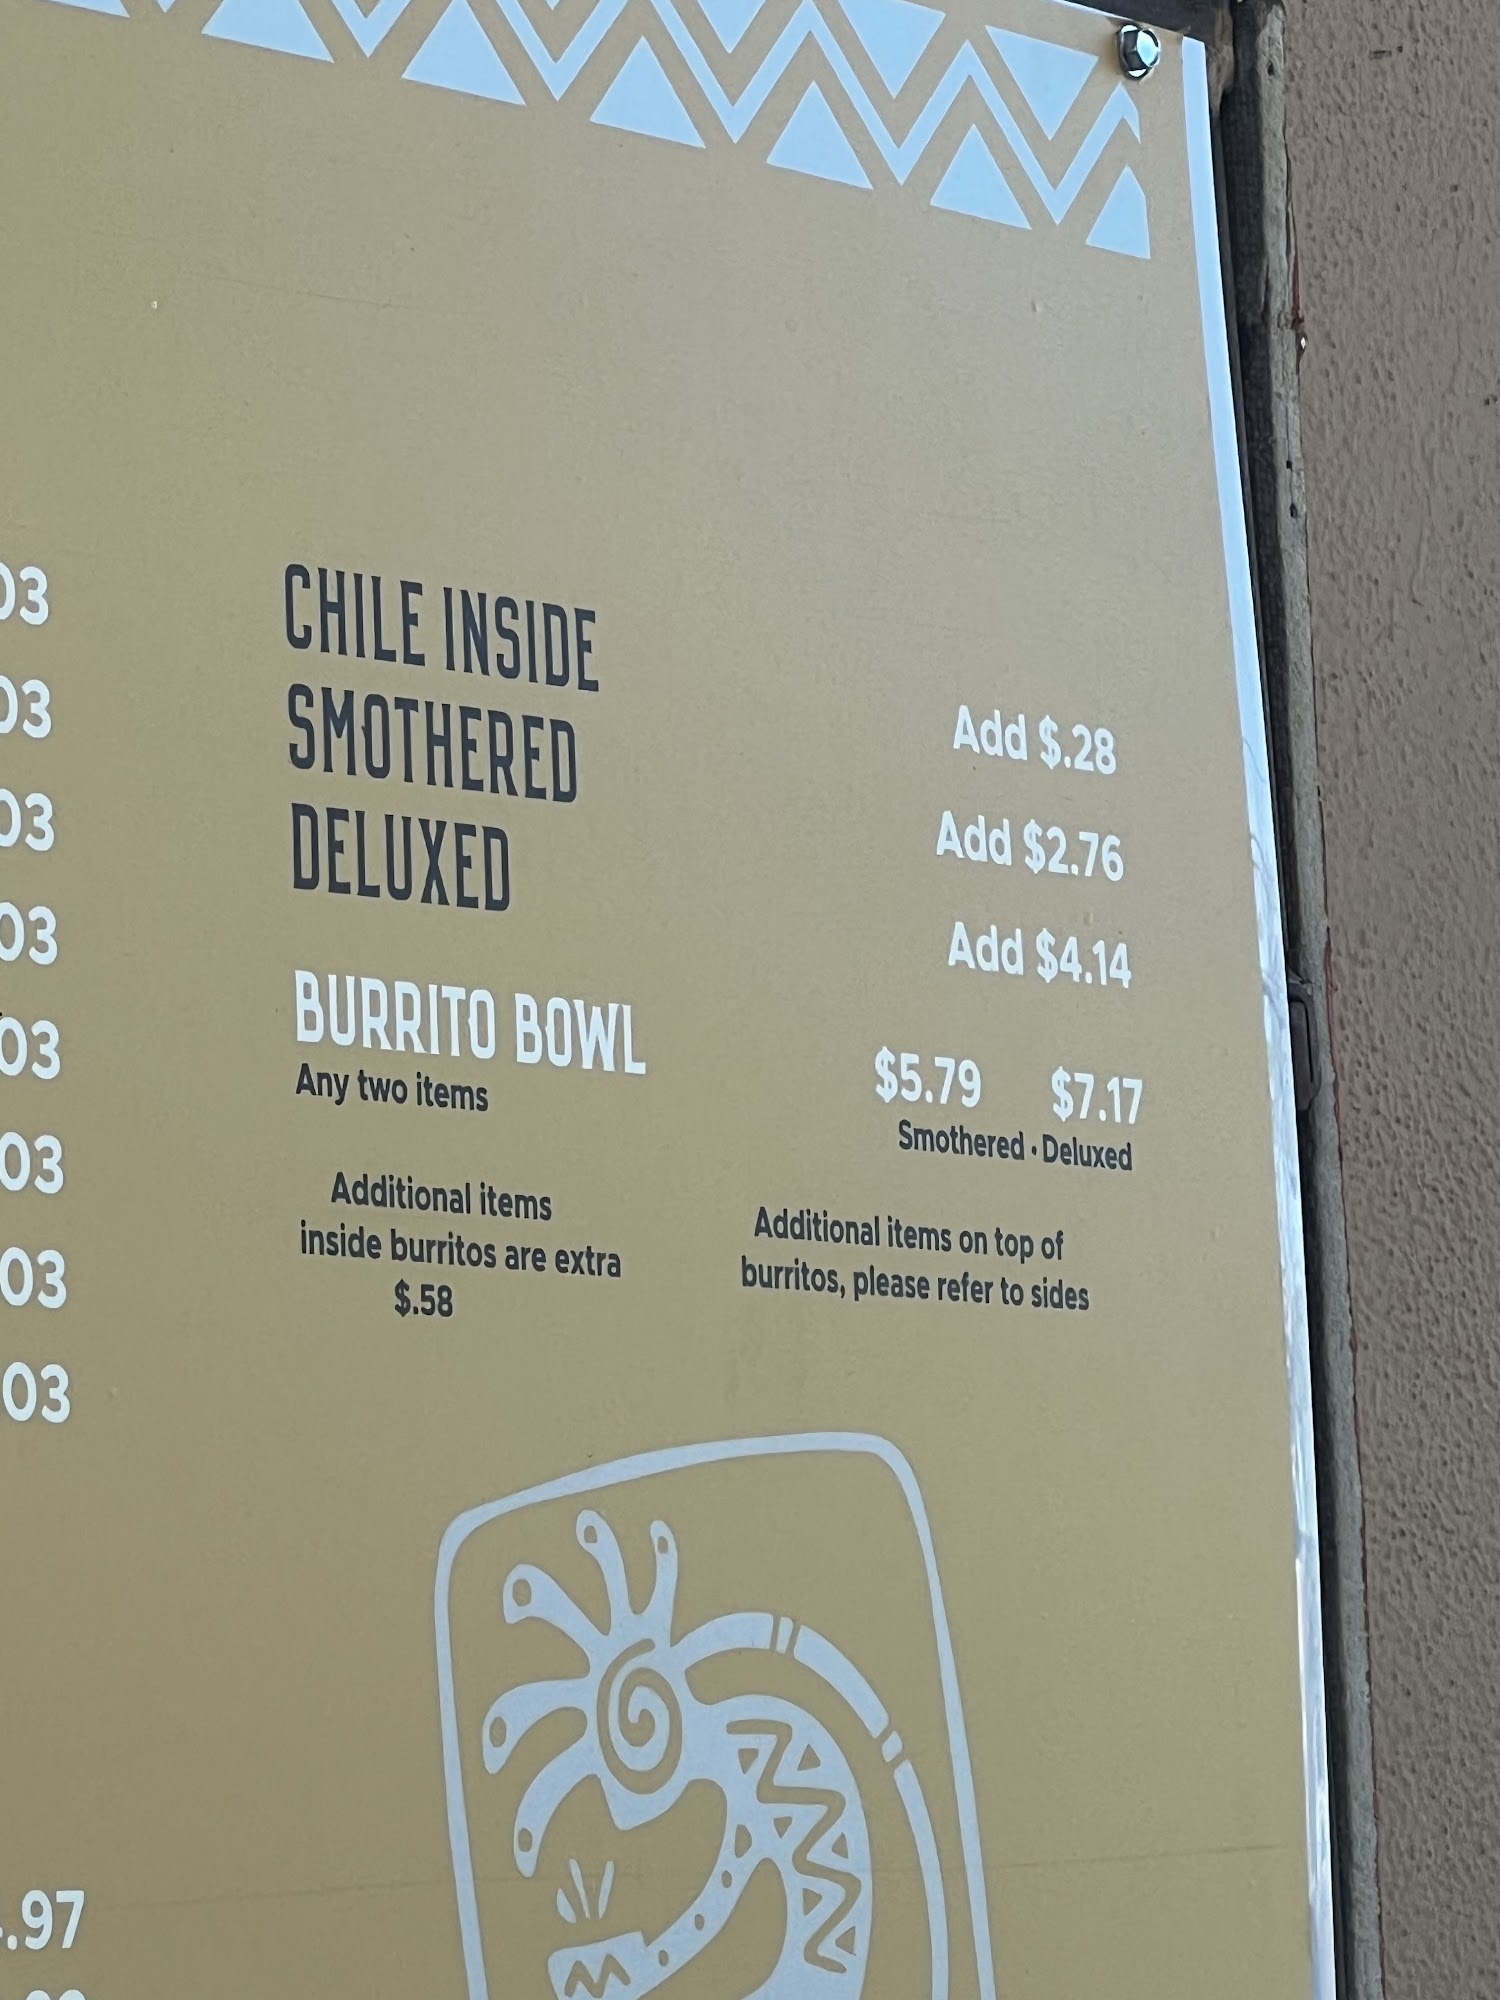 03
03
03
03
03
03
03
03
.97
CHILE INSIDE Add $.28
SMOTHERED Add $2.76
DELUXED Add $4.14
BURRITO BOWL $5.79 $7.17
Any two items Smothered • Deluxed
Additional items
inside burritos are extra
$.58
Additional items on top of
burritos, please refer to sides